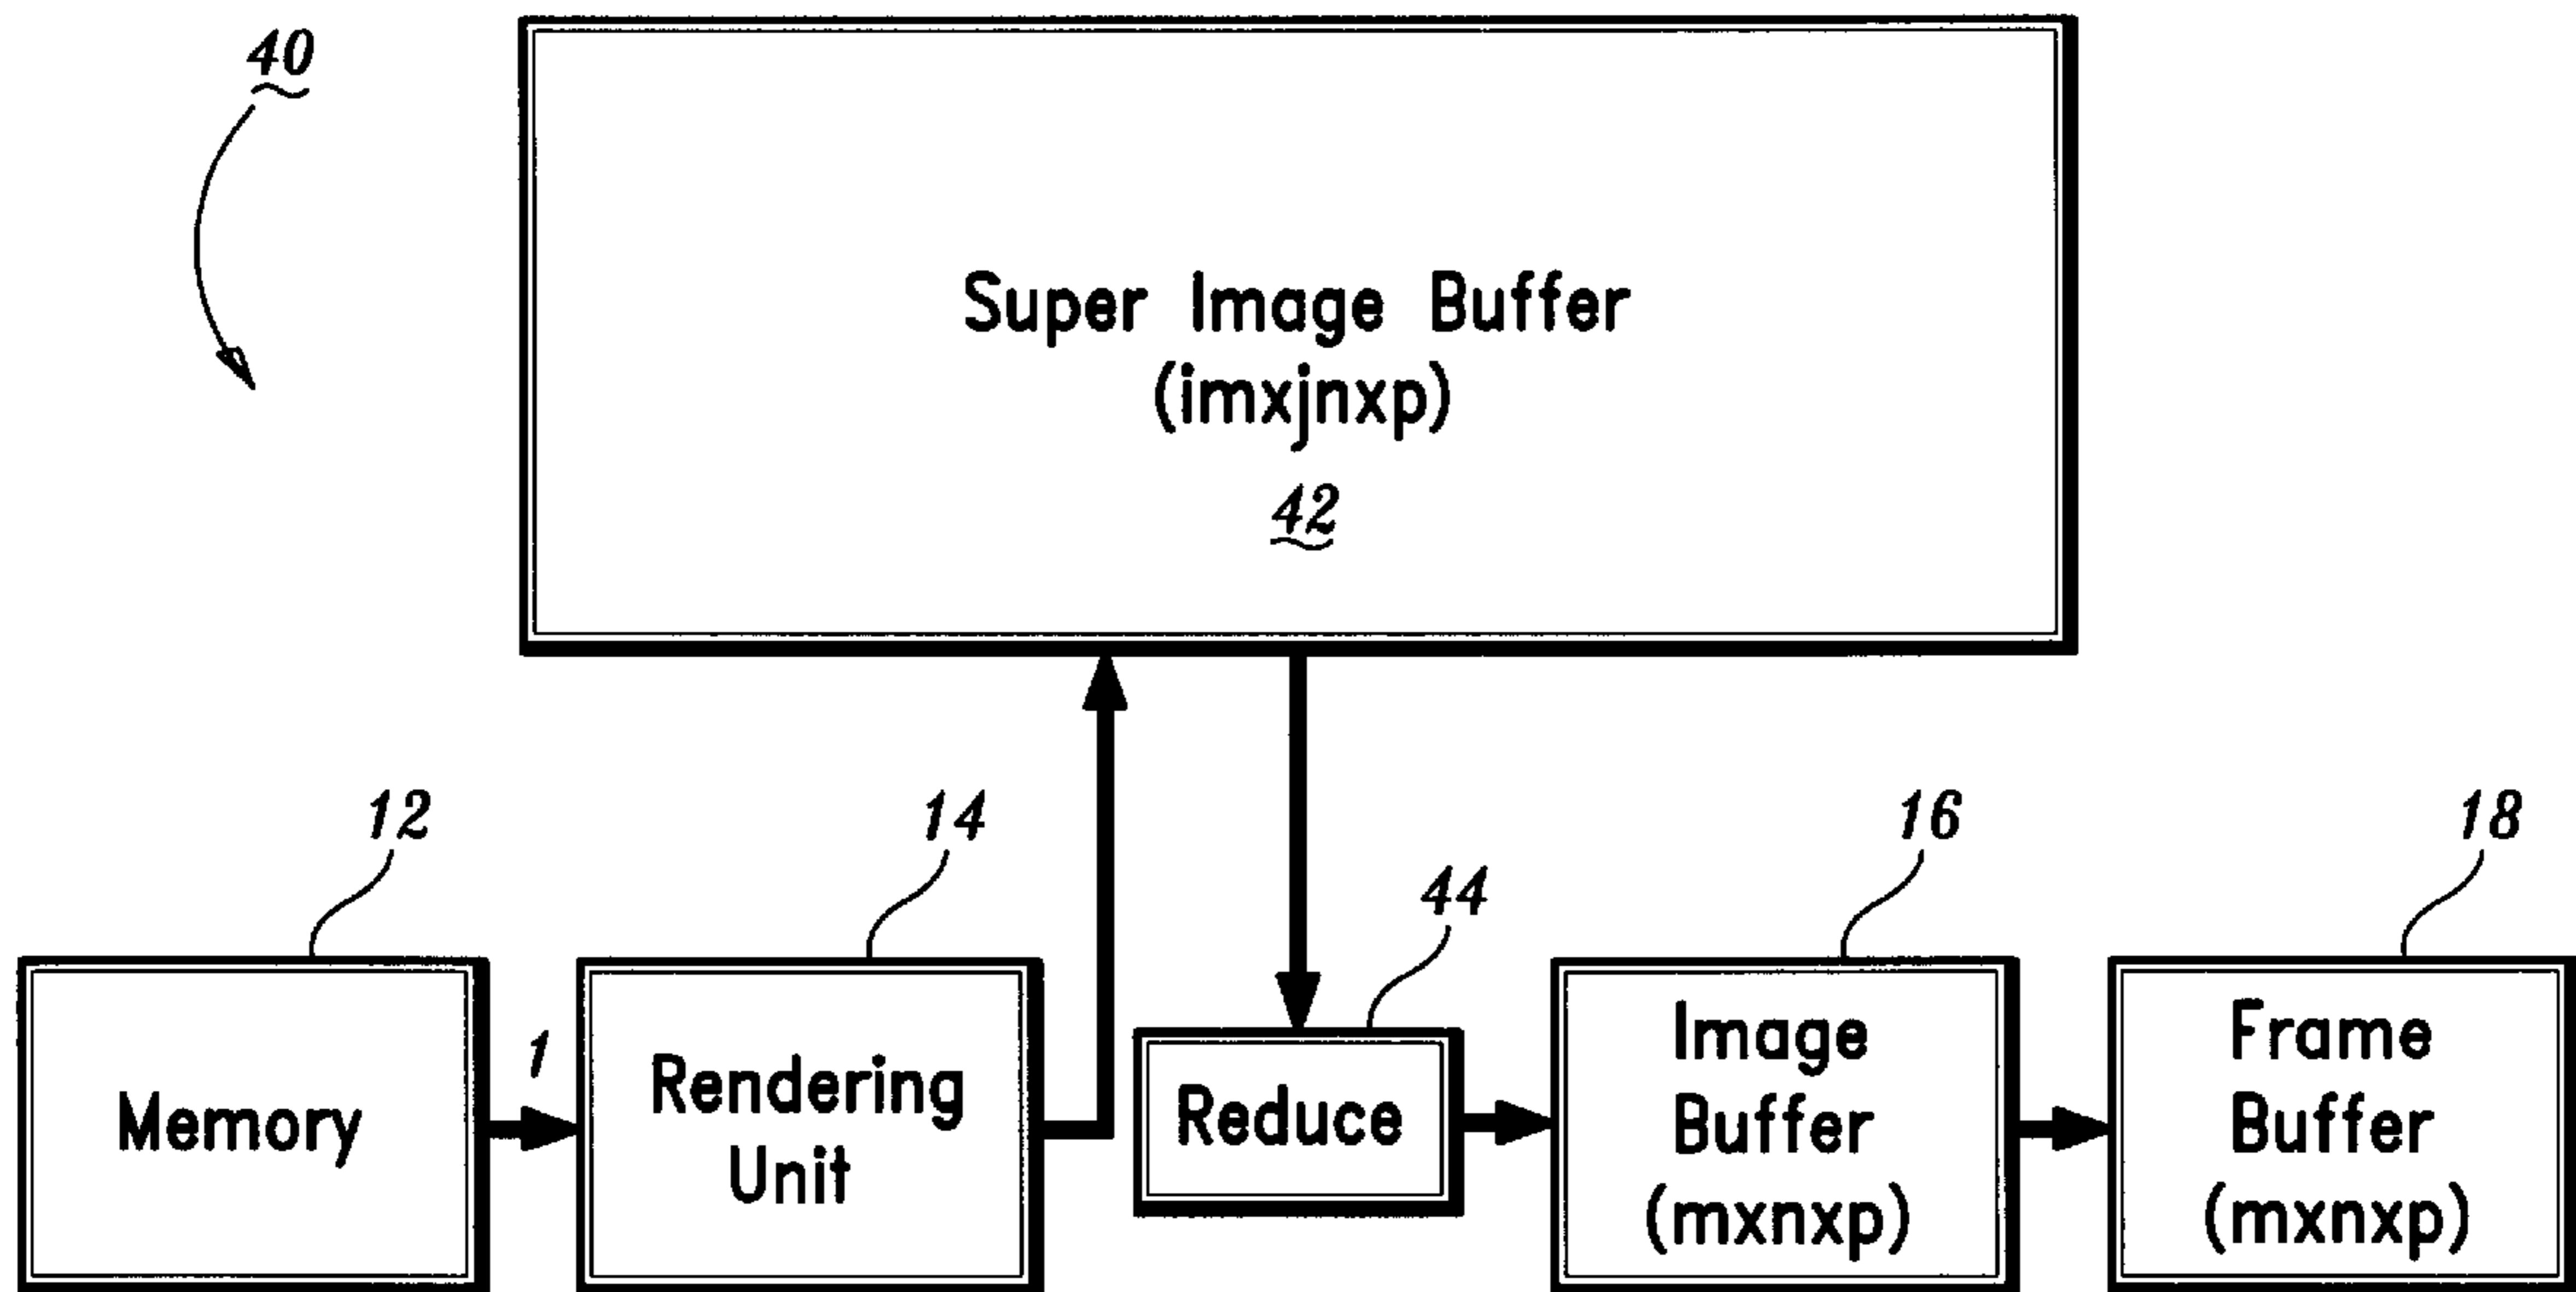 40
Super Image Buffer
(imxjnxp)
42
12
14
44
16
18
Memory
1
Rendering
Unit
Reduce
Image
Buffer
(mxnxp)
Frame
Buffer
(mxnxp)